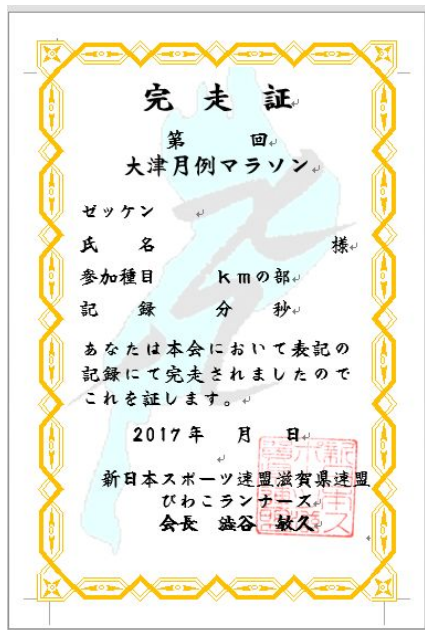 完走証
第　　　回
大津月例マラソン
ゼッケン
氏　名　　　　　　　　様
参加種目　　　kmの部
記　録　　　分　　秒
あなたは本会において表記の
記録にて完走されましたので
これを証します。
2017年　月　日
新日本スポーツ連盟滋賀県連盟
びわこランナーズ
会長　澁谷　敏久